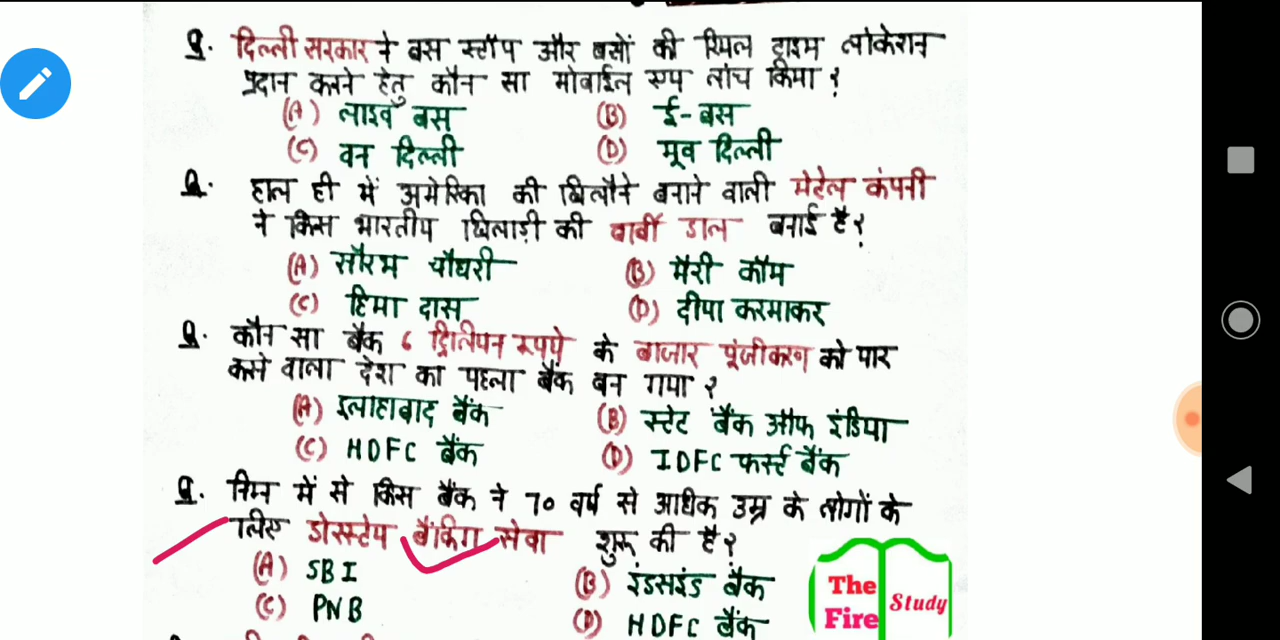 Q. दिल्ली सरकार ने बस स्टॉप और बसों की रियल टाइम लोकेशन
प्रदान करने हेतु कौन सा मोबाईल एप लांच किया ?
(A) लाइव बस (B) ई-बस
(C) वन दिल्ली (D) मूव दिल्ली
Q. हाल ही में अमेरिका की खिलौने बनाने वाली मेटेल कंपनी
ने किस भारतीय खिलाड़ी की बार्बी डाल बनाई है ?
(A) सौरभ चौधरी (B) मैरी कॉम
(C) हिमा दास (D) दीपा करमाकर
Q. कौन सा बैंक 6 ट्रिलियन रूपये के बाजार पूंजीकरण को पार
करने वाला देश का पहला बैंक बन गया ?
(A) इलाहाबाद बैंक (B) स्टेट बैंक ऑफ इंडिया
(C) HDFC बैंक (D) IDFC फर्स्ट बैंक
Q. निम्न में से किस बैंक ने 70 वर्ष से अधिक उम्र के लोगों के
लिए डोरस्टेप बैंकिंग सेवा शुरू की है ?
(A) SBI (B) इंडसइंड बैंक
(C) PNB (D) HDFC बैंक
The Fire Study